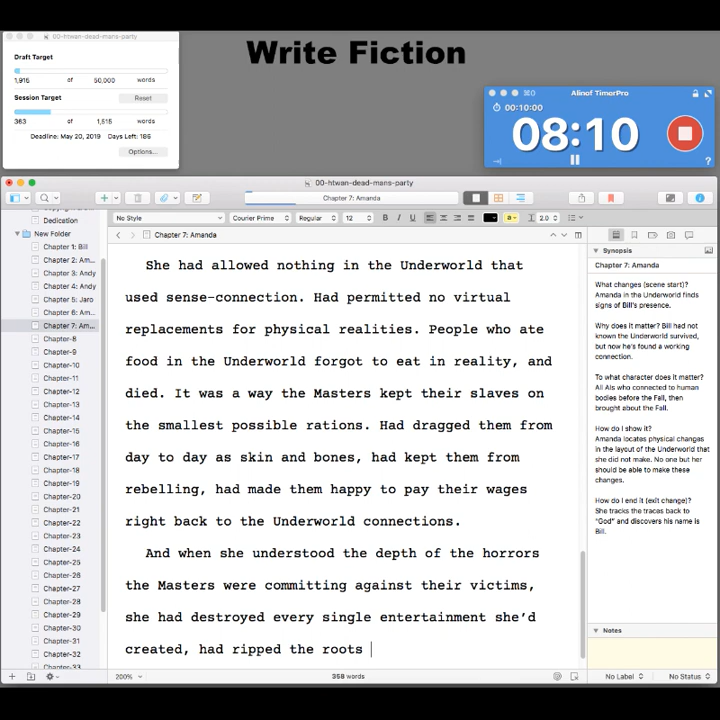 00-htwan-dead-mans-party
Draft Target
1,915 of 50,000 words
Session Target Reset
363 of 1,515 words
Deadline: May 20, 2019 Days Left: 186
Options...
Write Fiction
⌘0 Alinof TimerPro
00:10:00
08:10
?
00-htwan-dead-mans-party
Chapter 7: Amanda
No Style Courier Prime Regular 12 B I U a 2.0
Dedication
New Folder
Chapter 1: Bill
Chapter 2: Am...
Chapter 3: Andy
Chapter 4: Andy
Chapter 5: Jaro
Chapter 6: Am...
Chapter 7: Am...
Chapter-8
Chapter-9
Chapter-10
Chapter-11
Chapter-12
Chapter-13
Chapter-14
Chapter-15
Chapter-16
Chapter-17
Chapter-18
Chapter-19
Chapter-20
Chapter-21
Chapter-22
Chapter-23
Chapter-24
Chapter-25
Chapter-26
Chapter-27
Chapter-28
Chapter-29
Chapter-30
Chapter-31
Chapter-32
Chapter-33
Chapter 7: Amanda
She had allowed nothing in the Underworld that
used sense-connection. Had permitted no virtual
replacements for physical realities. People who ate
food in the Underworld forgot to eat in reality, and
died. It was a way the Masters kept their slaves on
the smallest possible rations. Had dragged them from
day to day as skin and bones, had kept them from
rebelling, had made them happy to pay their wages
right back to the Underworld connections.
And when she understood the depth of the horrors
the Masters were committing against their victims,
she had destroyed every single entertainment she'd
created, had ripped the roots
200% 358 words
Synopsis
Chapter 7: Amanda
What changes (scene start)?
Amanda in the Underworld finds
signs of Bill's presence.
Why does it matter? Bill had not
known the Underworld survived,
but now he's found a working
connection.
To what character does it matter?
All AIs who connected to human
bodies before the Fall, then
brought about the Fall.
How do I show it?
Amanda locates physical changes
in the layout of the Underworld that
she did not make. No one but her
should be able to make these
changes.
How do I end it (exit change)?
She tracks the traces back to
"God" and discovers his name is
Bill.
Notes
No Label No Status